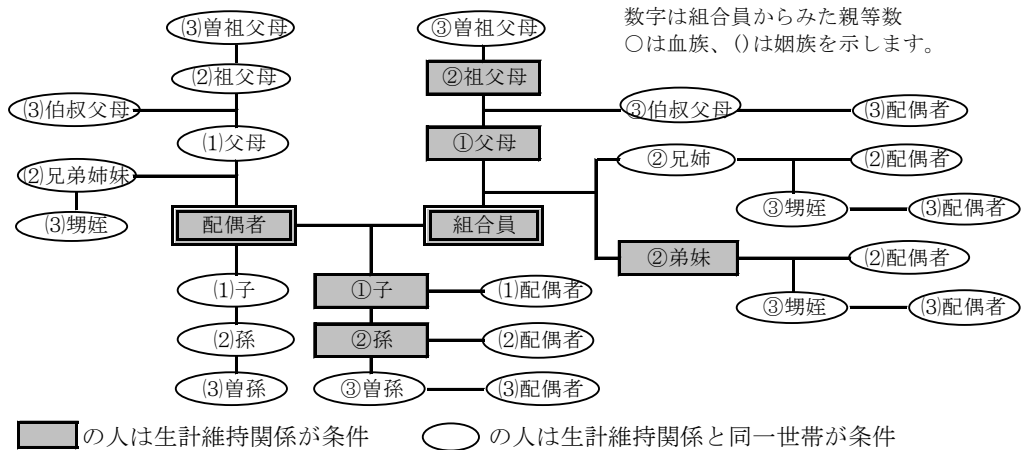 数字は組合員からみた親等数
○は血族、()は姻族を示します。
⑶曽祖父母
③曽祖父母
⑵祖父母
②祖父母
⑶伯叔父母
③伯叔父母
⑶配偶者
⑴父母
①父母
⑵兄弟姉妹
②兄姉
⑵配偶者
⑶甥姪
③甥姪
⑶配偶者
配偶者
組合員
②弟妹
⑵配偶者
⑴子
①子
⑴配偶者
③甥姪
⑶配偶者
⑵孫
②孫
⑵配偶者
⑶曽孫
③曽孫
⑶配偶者
の人は生計維持関係が条件
の人は生計維持関係と同一世帯が条件